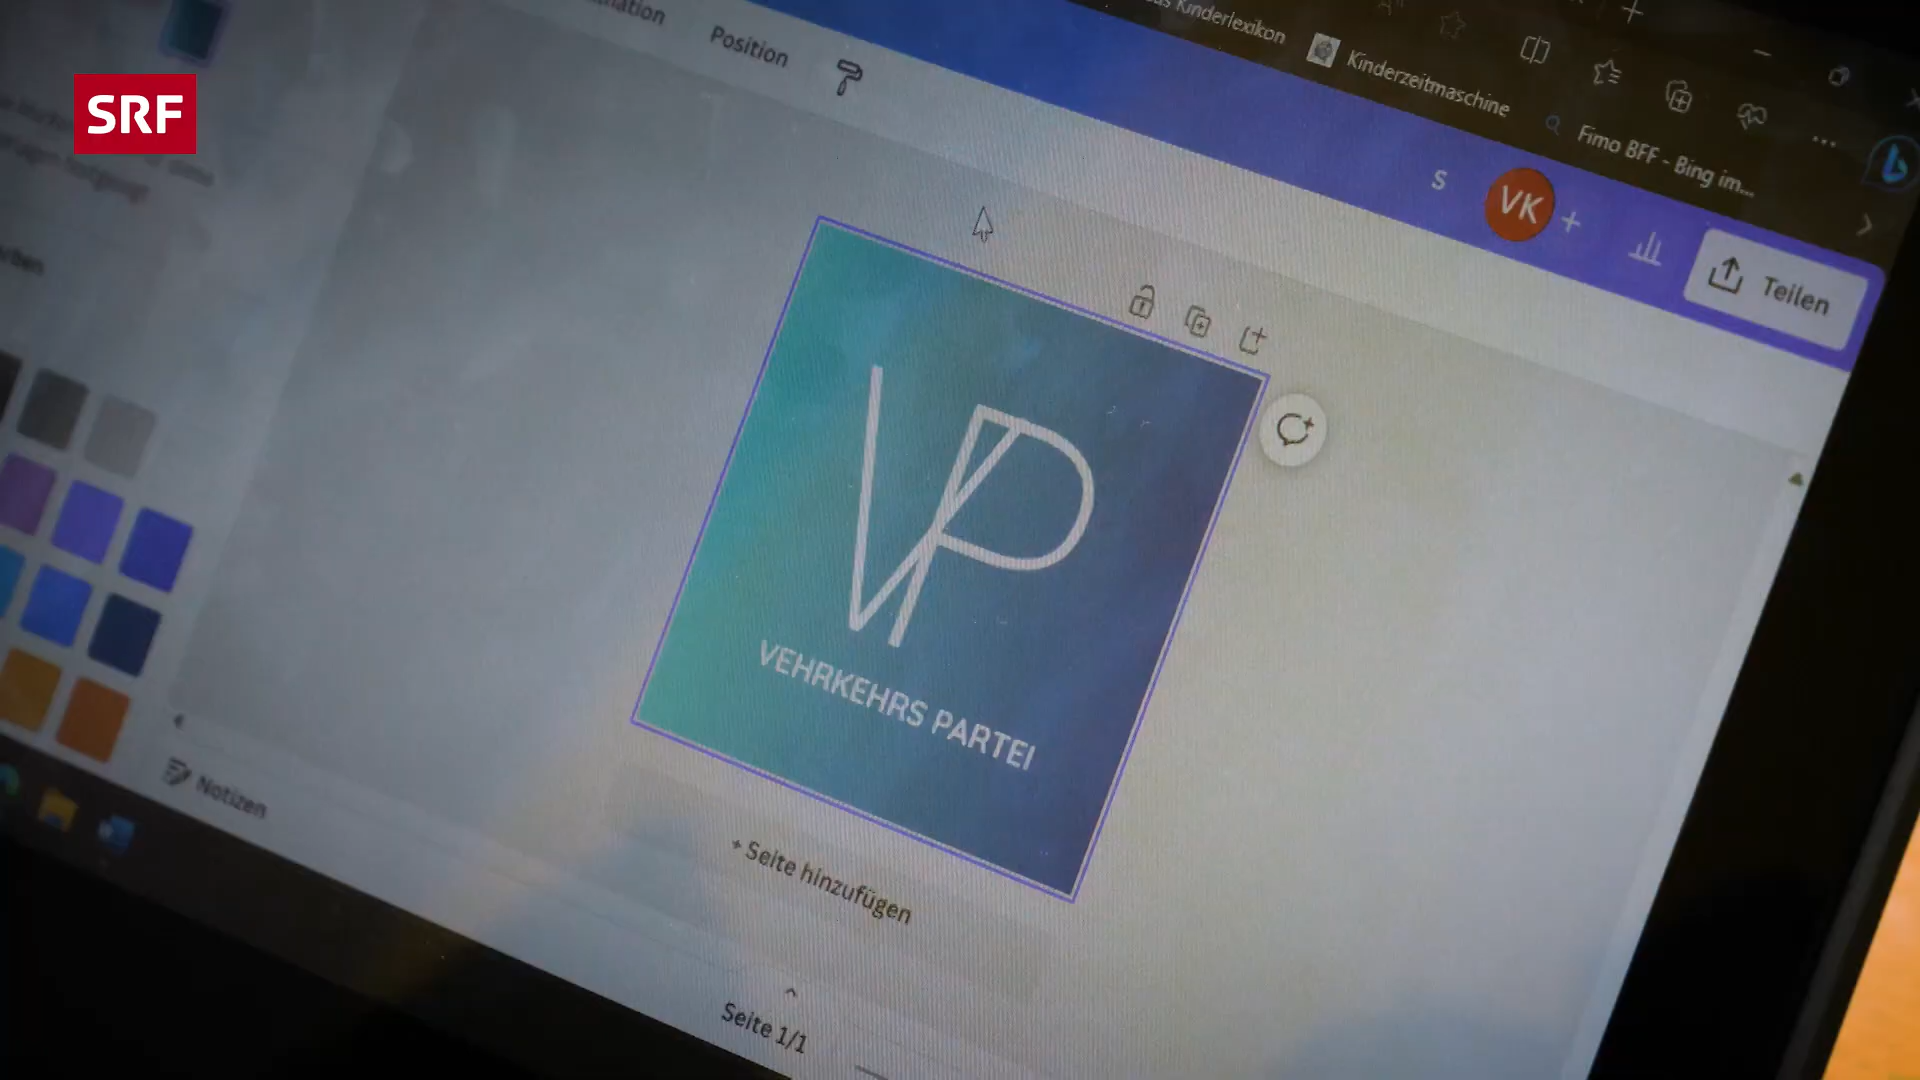 SRF
Position
Kinderlexikon
Kinderzeitmaschine
Fimo BFF - Bing im...
S
VK
Teilen
VP
VEHRKEHRS PARTEI
+ Seite hinzufügen
Notizen
Seite 1/1